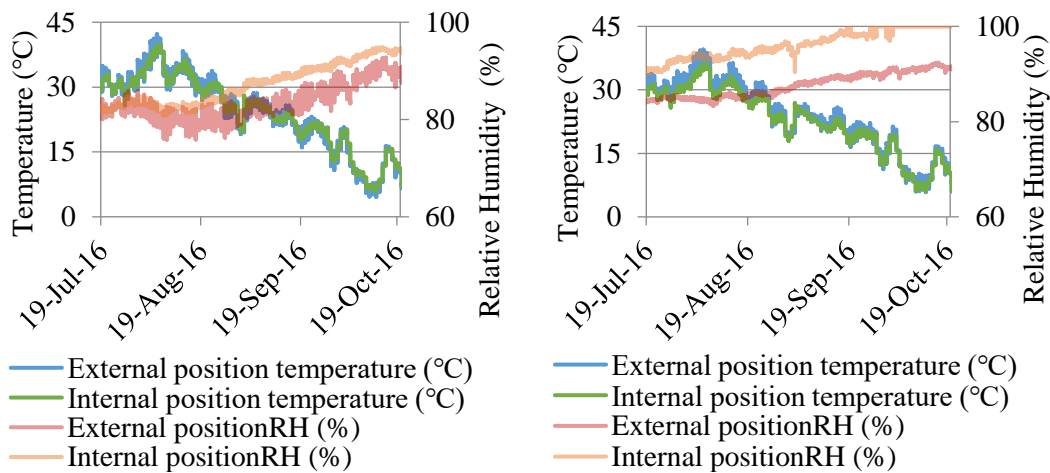 45
30
15
0
Temperature (°C)
100
80
60
Relative Humidity (%)
19-Jul-16
19-Aug-16
19-Sep-16
19-Oct-16
External position temperature (°C)
Internal position temperature (°C)
External positionRH (%)
Internal positionRH (%)
45
30
15
0
Temperature (°C)
100
80
60
Relative Humidity (%)
19-Jul-16
19-Aug-16
19-Sep-16
19-Oct-16
External position temperature (°C)
Internal position temperature (°C)
External positionRH (%)
Internal positionRH (%)